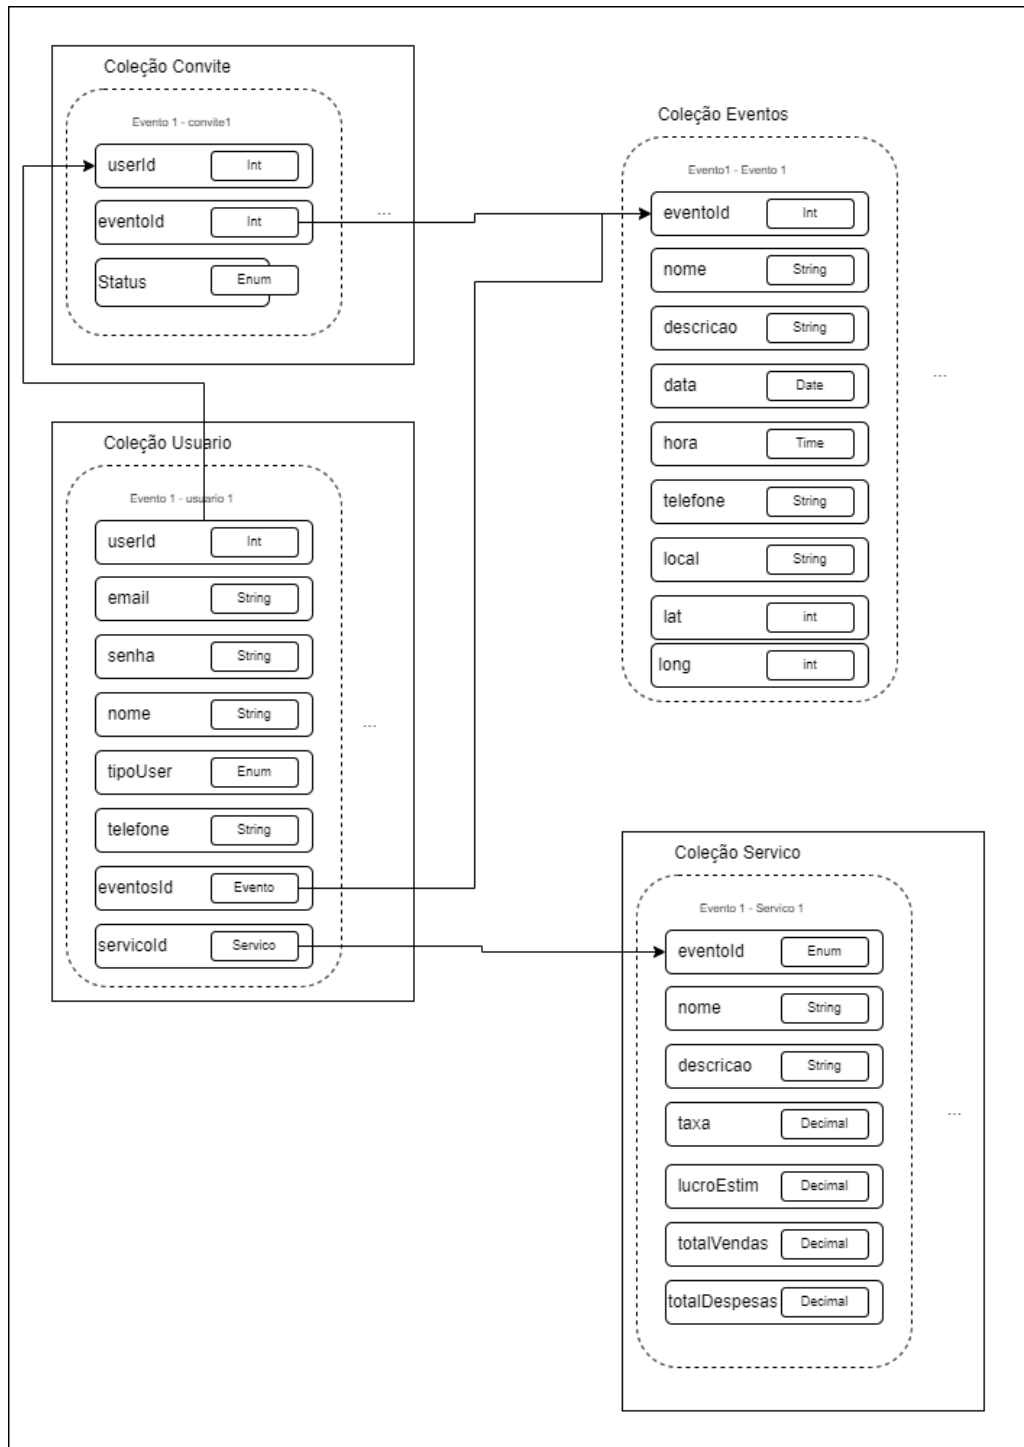 Coleção Convite
Evento 1 - convite1
userId Int
eventoId Int
...
Status Enum
Coleção Usuario
Evento 1 - usuario 1
userId Int
email String
senha String
nome String
...
tipoUser Enum
telefone String
eventosId Evento
servicoId Servico
Coleção Eventos
Evento1 - Evento 1
eventoId Int
nome String
descricao String
data Date
...
hora Time
telefone String
local String
lat int
long int
Coleção Servico
Evento 1 - Servico 1
eventoId Enum
nome String
descricao String
taxa Decimal
...
lucroEstim Decimal
totalVendas Decimal
totalDespesas Decimal